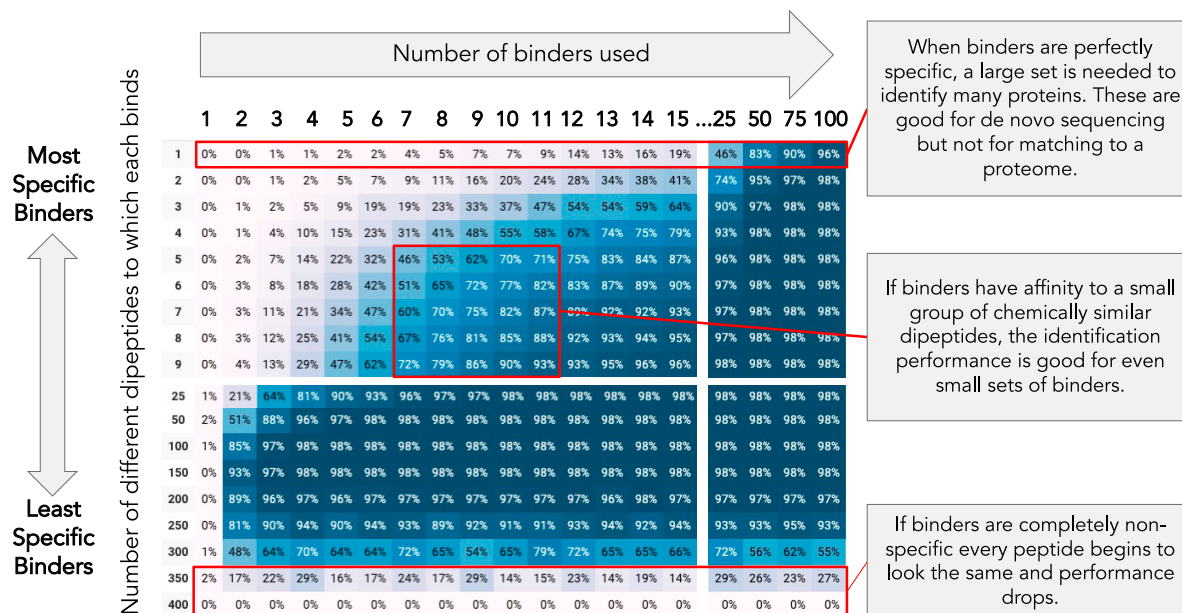 Number of binders used
1 2 3 4 5 6 7 8 9 10 11 12 13 14 15 ...25 50 75 100
Most
Specific
Binders
Least
Specific
Binders
Number of different dipeptides to which each binds
1 0% 0% 1% 1% 2% 2% 4% 5% 7% 7% 9% 14% 13% 16% 19% 46% 83% 90% 96%
2 0% 0% 1% 2% 5% 7% 9% 11% 16% 20% 24% 28% 34% 38% 41% 74% 95% 97% 98%
3 0% 1% 2% 5% 9% 19% 19% 23% 33% 37% 47% 54% 54% 59% 64% 90% 97% 98% 98%
4 0% 1% 4% 10% 15% 23% 31% 41% 48% 55% 58% 67% 74% 75% 79% 93% 98% 98% 98%
5 0% 2% 7% 14% 22% 32% 46% 53% 62% 70% 71% 75% 83% 84% 87% 96% 98% 98% 98%
6 0% 3% 8% 18% 28% 42% 51% 65% 72% 77% 82% 83% 87% 89% 90% 97% 98% 98% 98%
7 0% 3% 11% 21% 34% 47% 60% 70% 75% 82% 87% 89% 92% 92% 93% 97% 98% 98% 98%
8 0% 3% 12% 25% 41% 54% 67% 76% 81% 85% 88% 92% 93% 94% 95% 97% 98% 98% 98%
9 0% 4% 13% 29% 47% 62% 72% 79% 86% 90% 93% 93% 95% 96% 96% 98% 98% 98% 98%
25 1% 21% 64% 81% 90% 93% 96% 97% 97% 98% 98% 98% 98% 98% 98% 98% 98% 98% 98%
50 2% 51% 88% 96% 97% 98% 98% 98% 98% 98% 98% 98% 98% 98% 98% 98% 98% 98% 98%
100 1% 85% 97% 98% 98% 98% 98% 98% 98% 98% 98% 98% 98% 98% 98% 98% 98% 98% 98%
150 0% 93% 97% 98% 98% 98% 98% 98% 98% 98% 98% 98% 98% 98% 98% 98% 98% 98% 98%
200 0% 89% 96% 97% 96% 97% 97% 97% 97% 97% 97% 97% 96% 98% 97% 97% 97% 97% 97%
250 0% 81% 90% 94% 90% 94% 93% 89% 92% 91% 91% 93% 94% 92% 94% 93% 93% 95% 93%
300 1% 48% 64% 70% 64% 64% 72% 65% 54% 65% 79% 72% 65% 65% 66% 72% 56% 62% 55%
350 2% 17% 22% 29% 16% 17% 24% 17% 29% 14% 15% 23% 14% 19% 14% 29% 26% 23% 27%
400 0% 0% 0% 0% 0% 0% 0% 0% 0% 0% 0% 0% 0% 0% 0% 0% 0% 0% 0%
When binders are perfectly
specific, a large set is needed to
identify many proteins. These are
good for de novo sequencing
but not for matching to a
proteome.
If binders have affinity to a small
group of chemically similar
dipeptides, the identification
performance is good for even
small sets of binders.
If binders are completely non-
specific every peptide begins to
look the same and performance
drops.